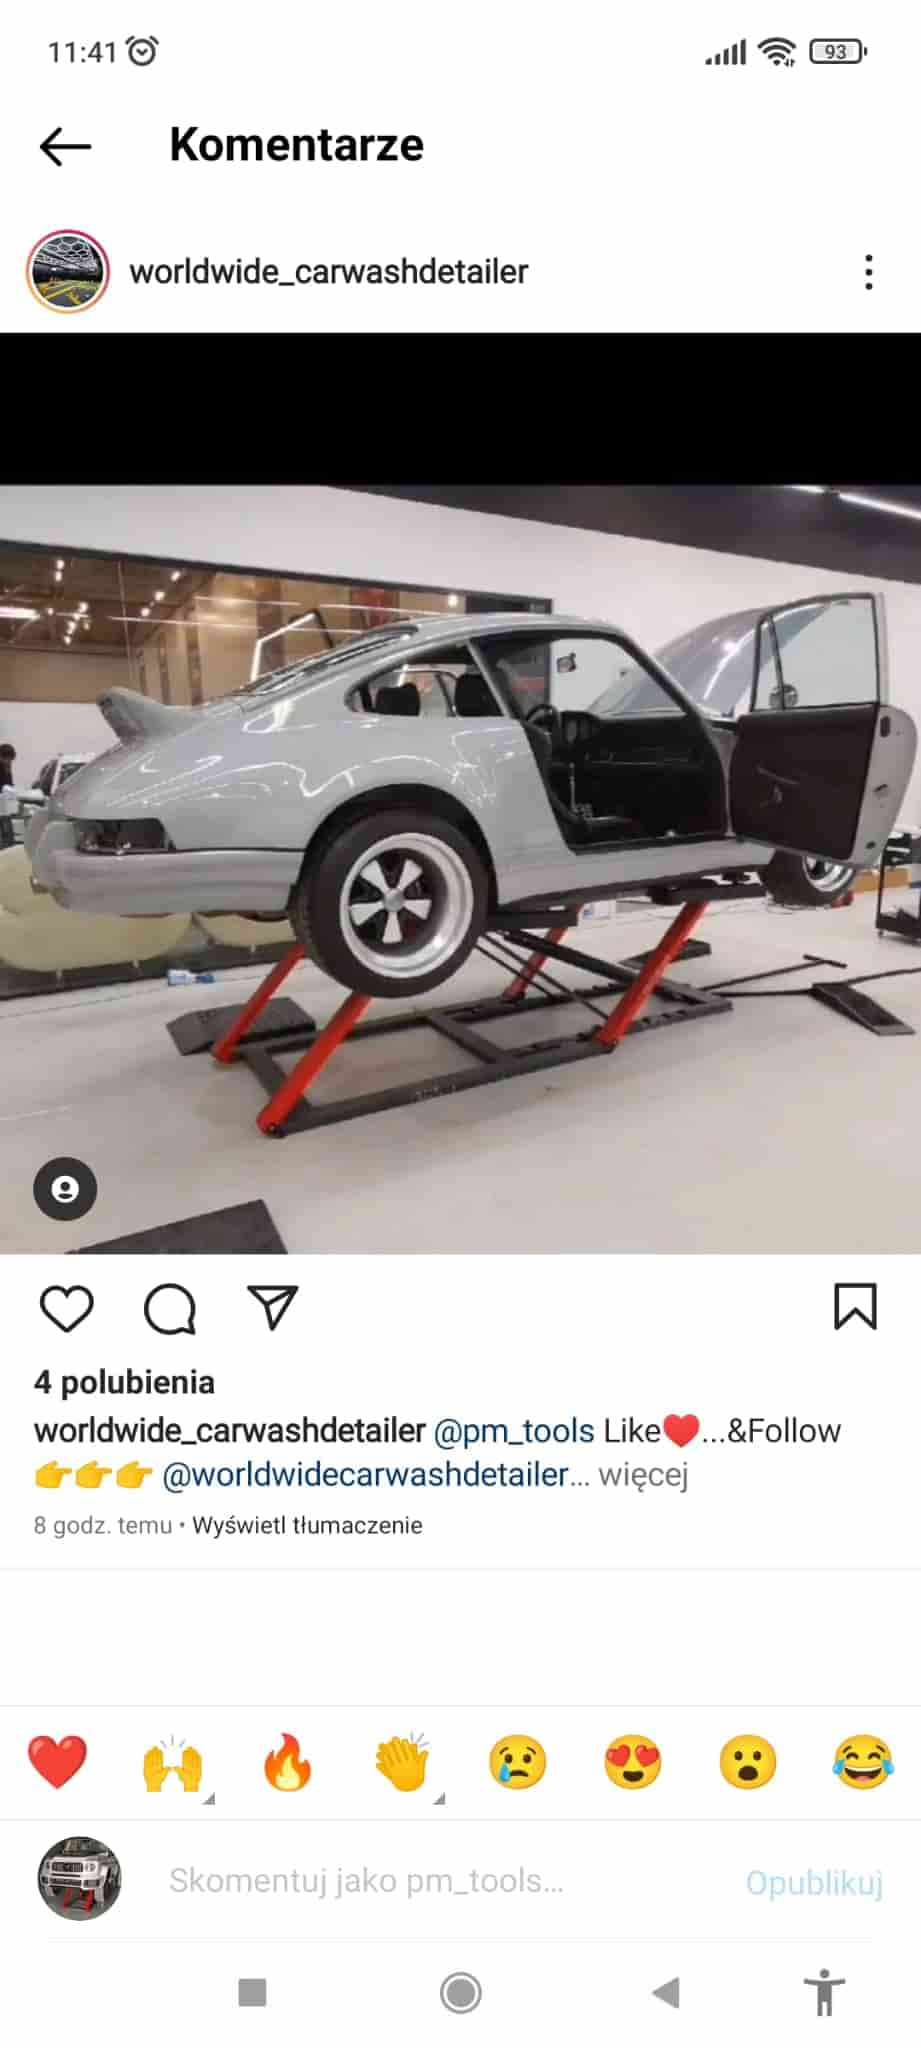 11:41
93
Komentarze
worldwide_carwashdetailer
4 polubienia
worldwide_carwashdetailer @pm_tools Like❤️...&Follow
👉👉👉 @worldwidecarwashdetailer... więcej
8 godz. temu • Wyświetl tłumaczenie
Skomentuj jako pm_tools...
Opublikuj